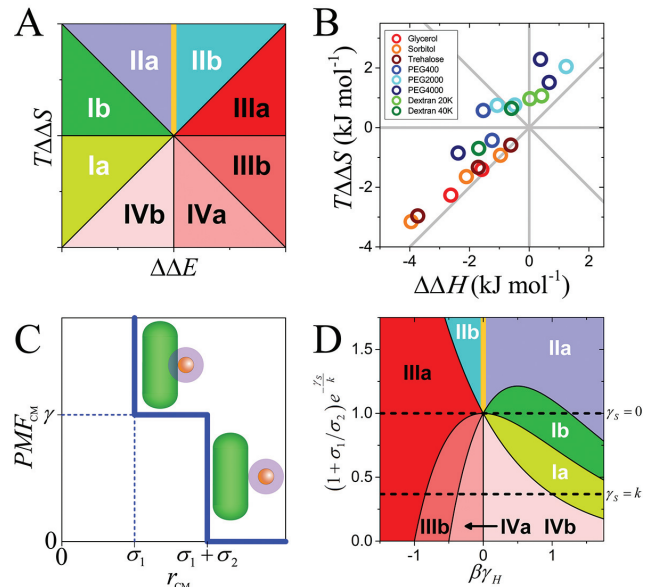 A
TΔΔS
ΔΔE
IIa
IIb
Ib
IIIa
Ia
IIIb
IVb
IVa
B
TΔΔS (kJ mol⁻¹)
ΔΔH (kJ mol⁻¹)
Glycerol
Sorbitol
Trehalose
PEG400
PEG2000
PEG4000
Dextran 20K
Dextran 40K
2
0
-2
-4
-4 -2 0 2
C
PMF_CM
γ
0
0 σ₁ σ₁ + σ₂
r_CM
D
(1 + σ₁/σ₂) e^(-γ_S/k)
1.5
1.0
0.5
0.0
-1 0 1
βγ_H
IIb
IIa
IIIa
Ib
Ia
IIIb
IVa
IVb
γ_S = 0
γ_S = k